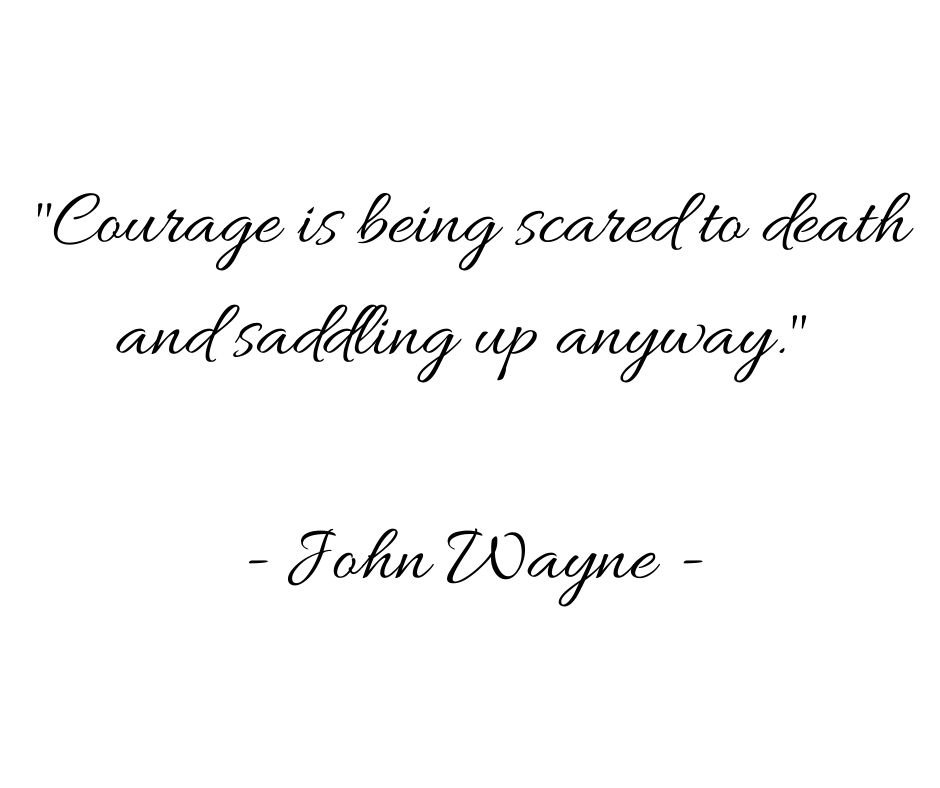 "Courage is being scared to death
and saddling up anyway."
- John Wayne -